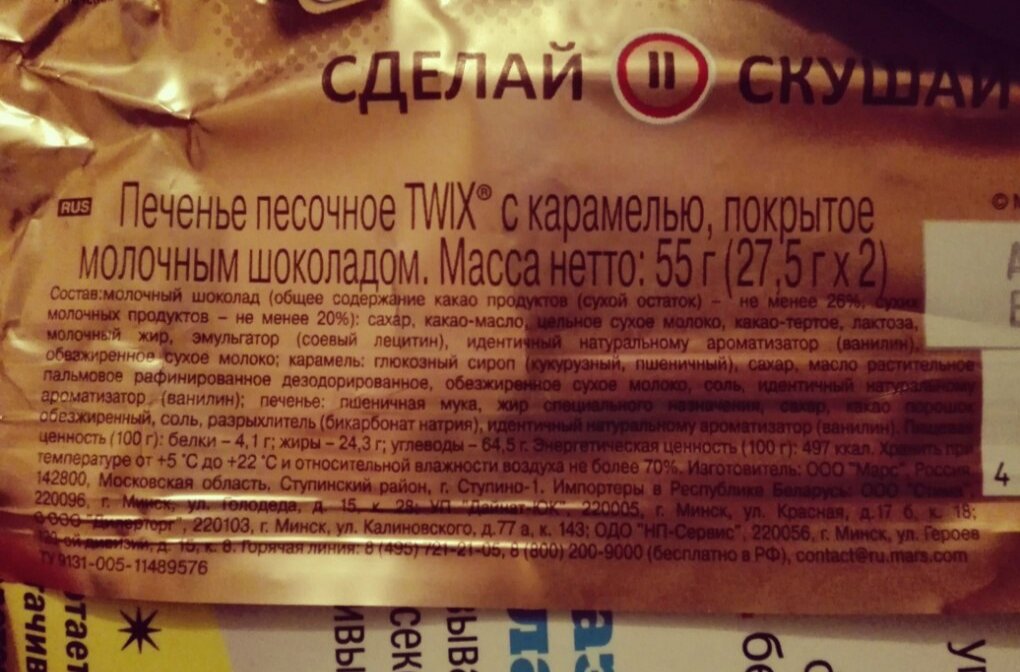 СДЕЛАЙ II СКУШАЙ
RUS Печенье песочное TWIX® с карамелью, покрытое
молочным шоколадом. Масса нетто: 55 г (27,5 г х 2)
Состав:молочный шоколад (общее содержание какао продуктов (сухой остаток) – не менее 26%, сухих
молочных продуктов – не менее 20%): сахар, какао-масло, цельное сухое молоко, какао-тертое, лактоза,
молочный жир, эмульгатор (соевый лецитин), идентичный натуральному ароматизатор (ванилин),
обезжиренное сухое молоко; карамель: глюкозный сироп (кукурузный, пшеничный), сахар, масло растительное
пальмовое рафинированное дезодорированное, обезжиренное сухое молоко, соль, идентичный натуральному
ароматизатор (ванилин); печенье: пшеничная мука, жир специального назначения, сахар, какао порошок
обезжиренный, соль, разрыхлитель (бикарбонат натрия), идентичный натуральному ароматизатор (ванилин). Пищевая
ценность (100 г): белки – 4,1 г; жиры – 24,3 г; углеводы – 64,5 г. Энергетическая ценность (100 г): 497 ккал. Хранить при
температуре от +5 °С до +22 °С и относительной влажности воздуха не более 70%. Изготовитель: ООО "Марс", Россия,
142800, Московская область, Ступинский район, г. Ступино-1. Импортеры в Республике Беларусь: ООО
220096, г. Минск, ул. Голодеда, д. 15, к. 28; УП 220005, г. Минск, ул. Красная, д.17 б, к. 18;
ООО 220103, г. Минск, ул. Калиновского, д.77 а, к. 143; ОДО "НП-Сервис", 220056, г. Минск, ул. Героев
120-ой дивизии, д. 15, к. 8. Горячая линия: 8 (495) 721-21-05, 8 (800) 200-9000 (бесплатно в РФ), contact@ru.mars.com
ТУ 9131-005-11489576
4